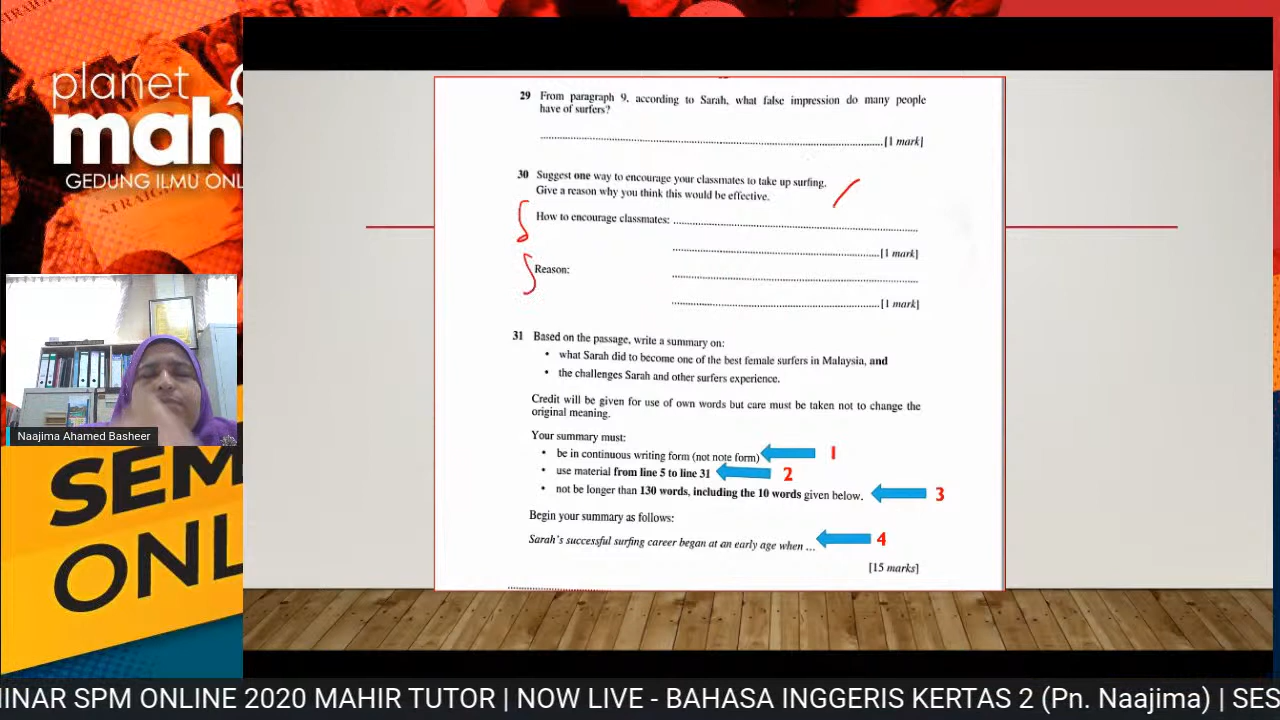 planet
mah
GEDUNG ILMU ONL
Naajima Ahamed Basheer
SEM
ONL
29 From paragraph 9, according to Sarah, what false impression do many people
have of surfers?
[1 mark]
30 Suggest one way to encourage your classmates to take up surfing.
Give a reason why you think this would be effective.
How to encourage classmates:
[1 mark]
Reason:
[1 mark]
31 Based on the passage, write a summary on:
• what Sarah did to become one of the best female surfers in Malaysia, and
• the challenges Sarah and other surfers experience.
Credit will be given for use of own words but care must be taken not to change the
original meaning.
Your summary must:
• be in continuous writing form (not note form) 1
• use material from line 5 to line 31 2
• not be longer than 130 words, including the 10 words given below. 3
Begin your summary as follows:
Sarah's successful surfing career began at an early age when ... 4
[15 marks]
INAR SPM ONLINE 2020 MAHIR TUTOR | NOW LIVE - BAHASA INGGERIS KERTAS 2 (Pn. Naajima) | SES